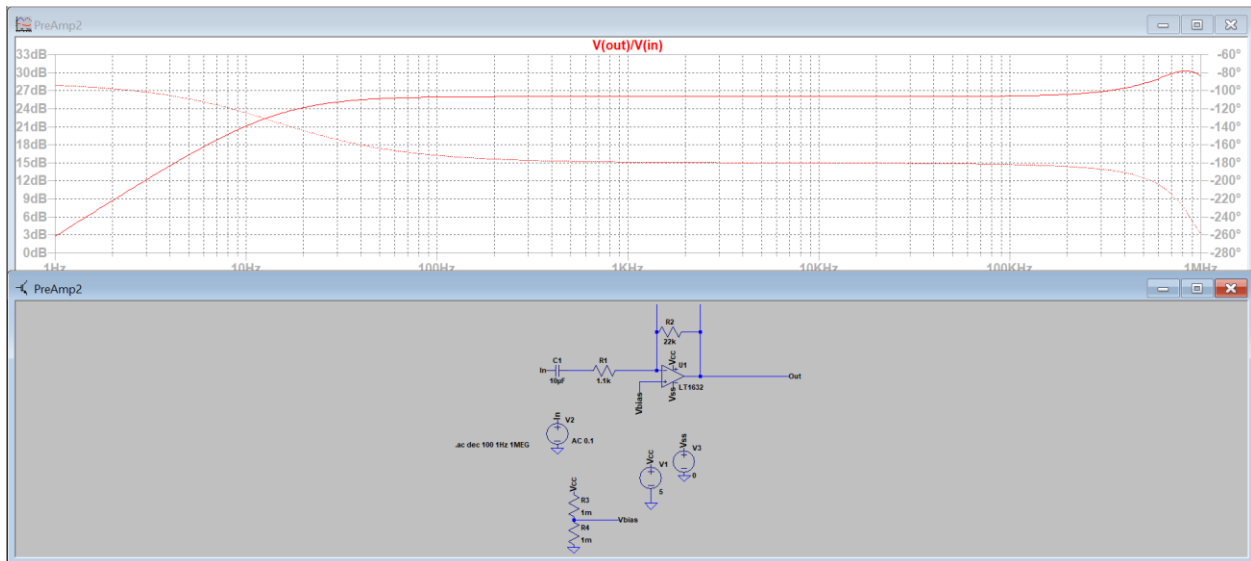 PreAmp2
V(out)/V(in)
33dB
30dB
27dB
24dB
21dB
18dB
15dB
12dB
9dB
6dB
3dB
0dB
-60°
-80°
-100°
-120°
-140°
-160°
-180°
-200°
-220°
-240°
-260°
-280°
1Hz 10Hz 100Hz 1KHz 10KHz 100KHz 1MHz
PreAmp2
R2
22k
C1
R1
In
10µF
1.1k
Vcc
U1
Vss
LT1632
Vbias
Out
In
V2
AC 0.1
.ac dec 100 1Hz 1MEG
Vcc
V1
5
Vss
V3
0
Vcc
R3
1m
Vbias
R4
1m